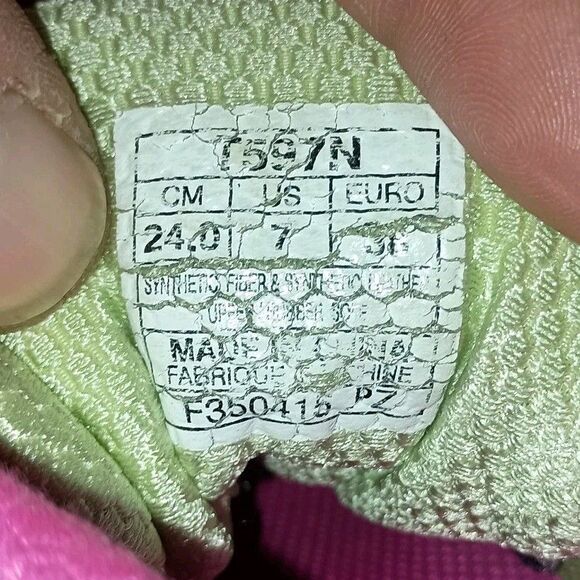 T597N
CM US EURO
24.0 7 38
SYNTHETIC FIBER & SYNTHETIC LEATHER
UPPER RUBBER SOLE
MADE IN CHINA
FABRIQUE CHINE
F350415 PZ